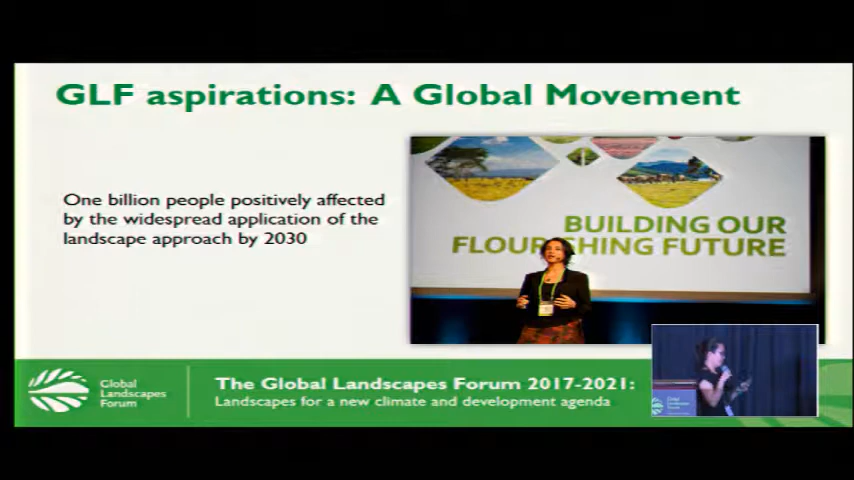 GLF aspirations: A Global Movement
One billion people positively affected
by the widespread application of the
landscape approach by 2030
BUILDING OUR
FLOURISHING FUTURE
Global
Landscapes
Forum
The Global Landscapes Forum 2017-2021:
Landscapes for a new climate and development agenda